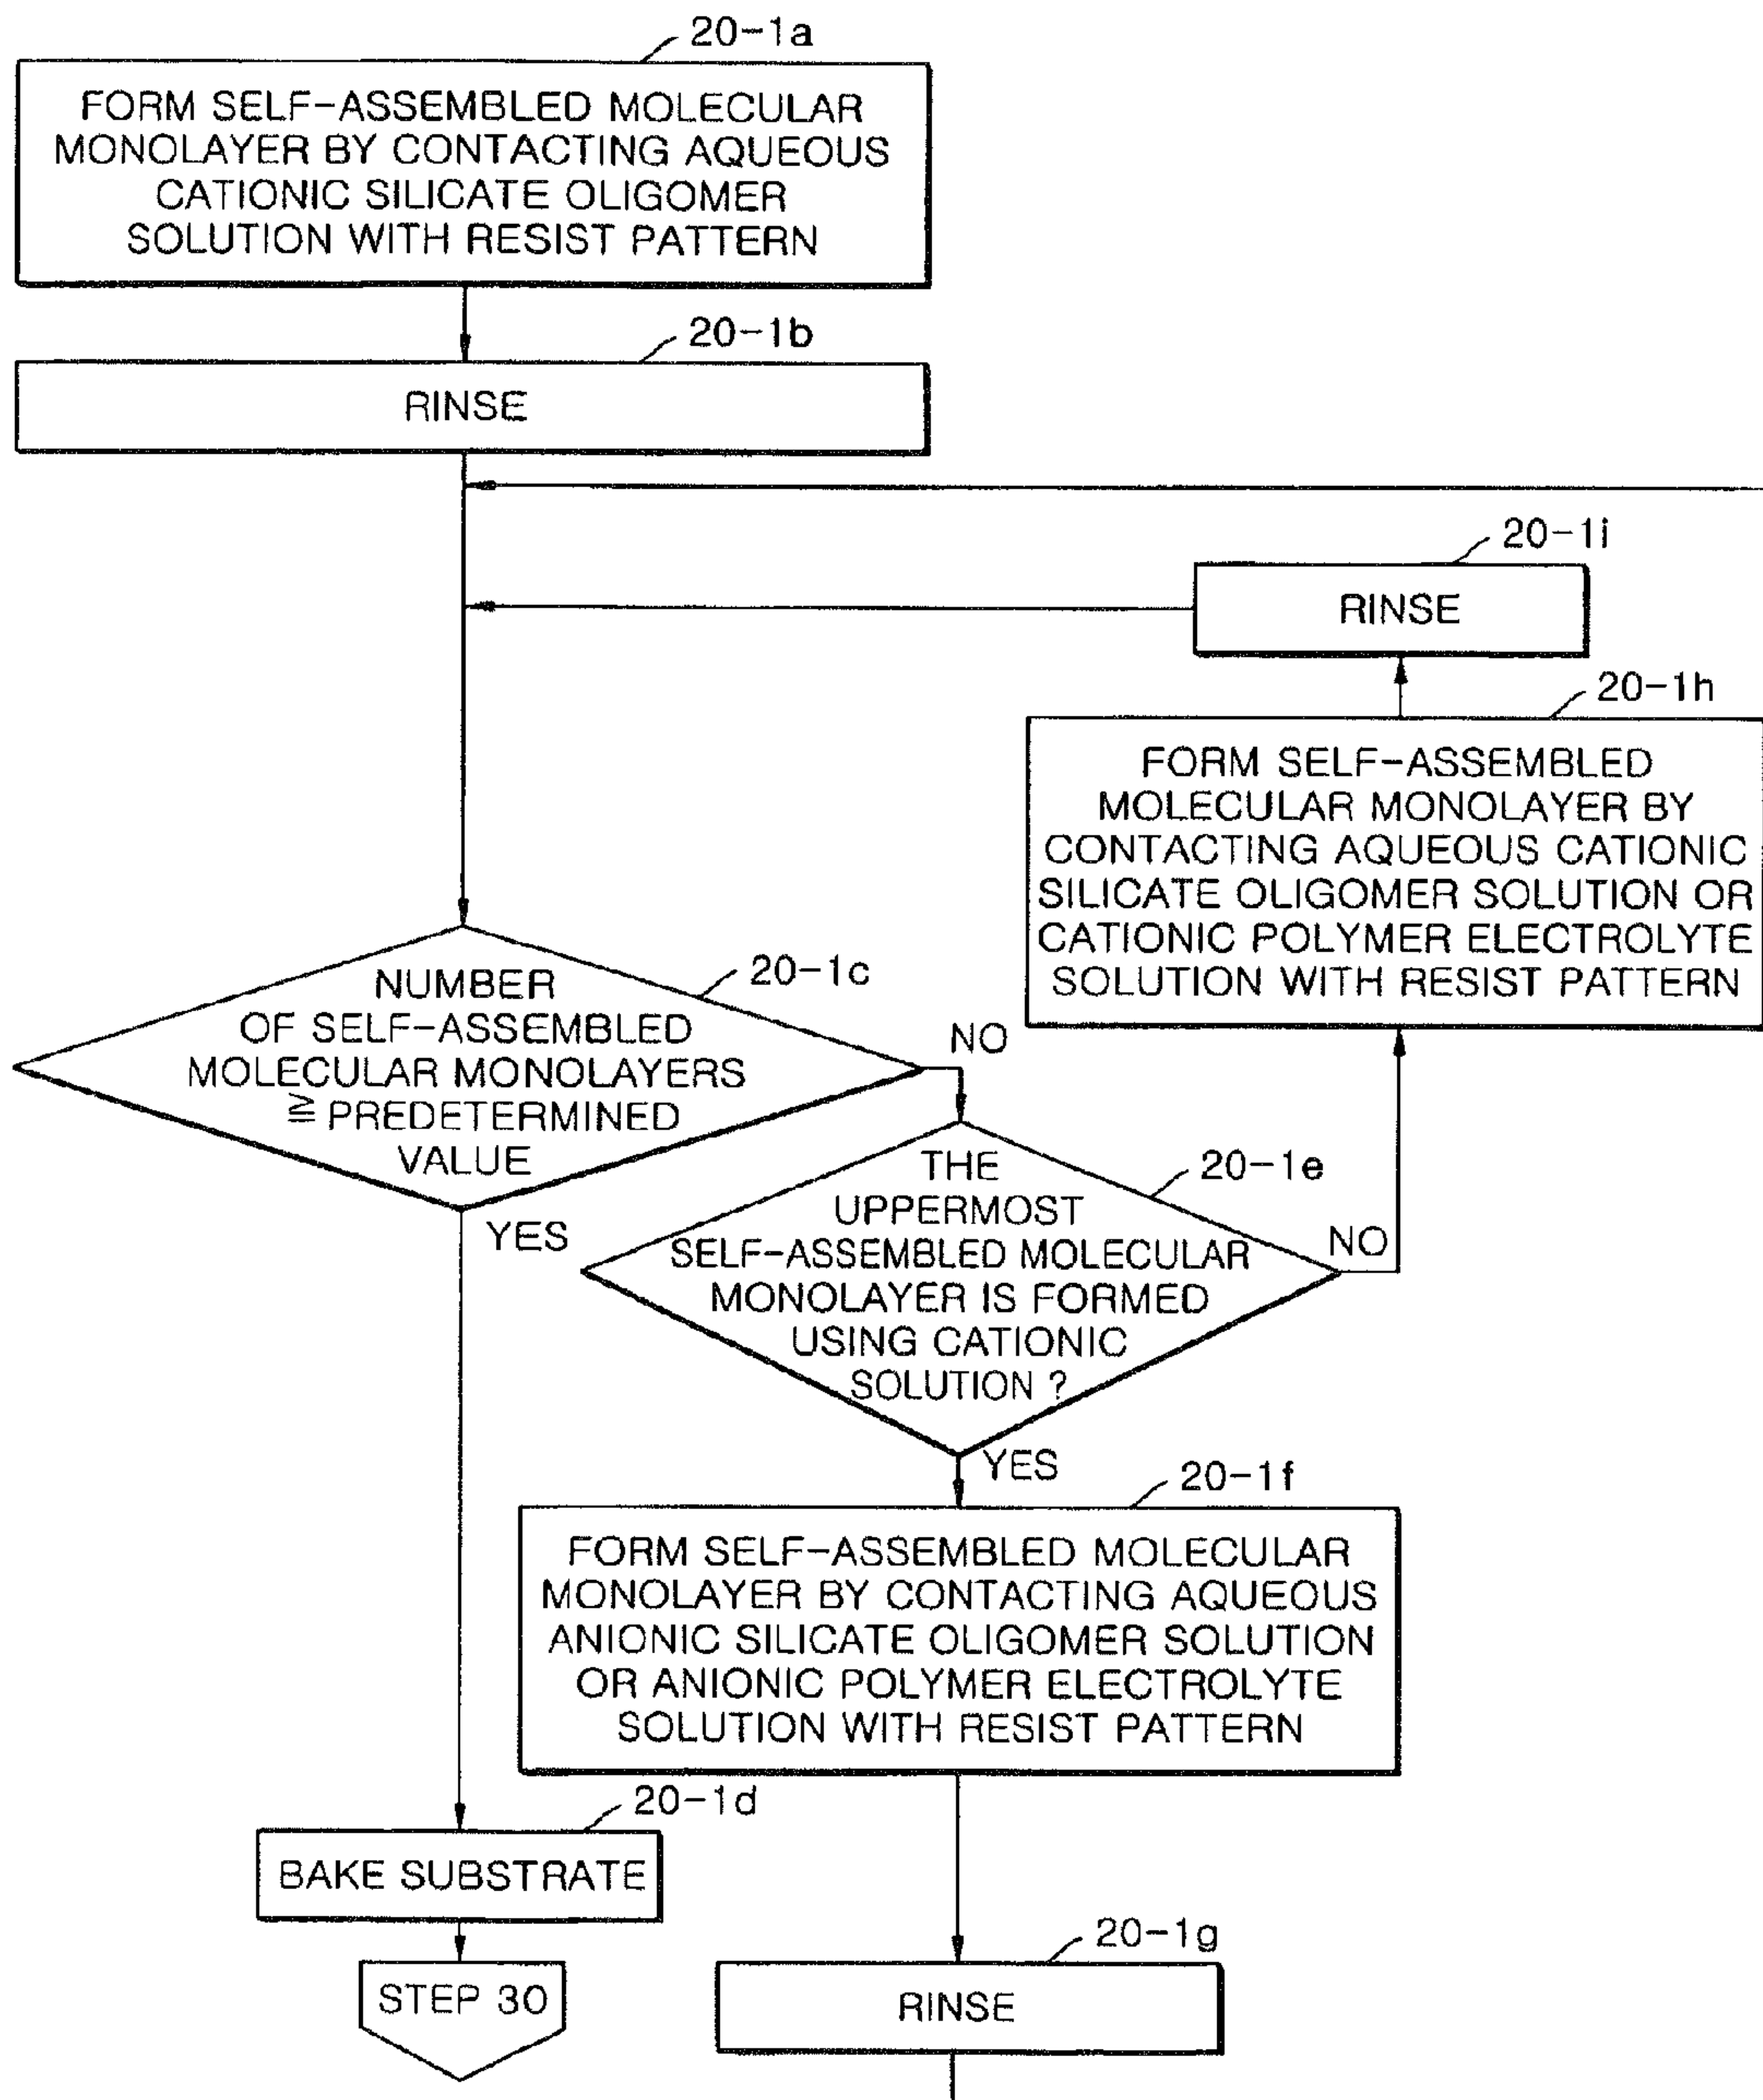 20-1a
FORM SELF-ASSEMBLED MOLECULAR
MONOLAYER BY CONTACTING AQUEOUS
CATIONIC SILICATE OLIGOMER
SOLUTION WITH RESIST PATTERN
20-1b
RINSE
20-1i
RINSE
20-1h
FORM SELF-ASSEMBLED
MOLECULAR MONOLAYER BY
CONTACTING AQUEOUS CATIONIC
SILICATE OLIGOMER SOLUTION OR
CATIONIC POLYMER ELECTROLYTE
SOLUTION WITH RESIST PATTERN
20-1c
NUMBER
OF SELF-ASSEMBLED
MOLECULAR MONOLAYERS
≧ PREDETERMINED
VALUE
NO
YES
20-1e
THE
UPPERMOST
SELF-ASSEMBLED MOLECULAR
MONOLAYER IS FORMED
USING CATIONIC
SOLUTION ?
NO
YES
20-1f
FORM SELF-ASSEMBLED MOLECULAR
MONOLAYER BY CONTACTING AQUEOUS
ANIONIC SILICATE OLIGOMER SOLUTION
OR ANIONIC POLYMER ELECTROLYTE
SOLUTION WITH RESIST PATTERN
20-1d
BAKE SUBSTRATE
STEP 30
20-1g
RINSE